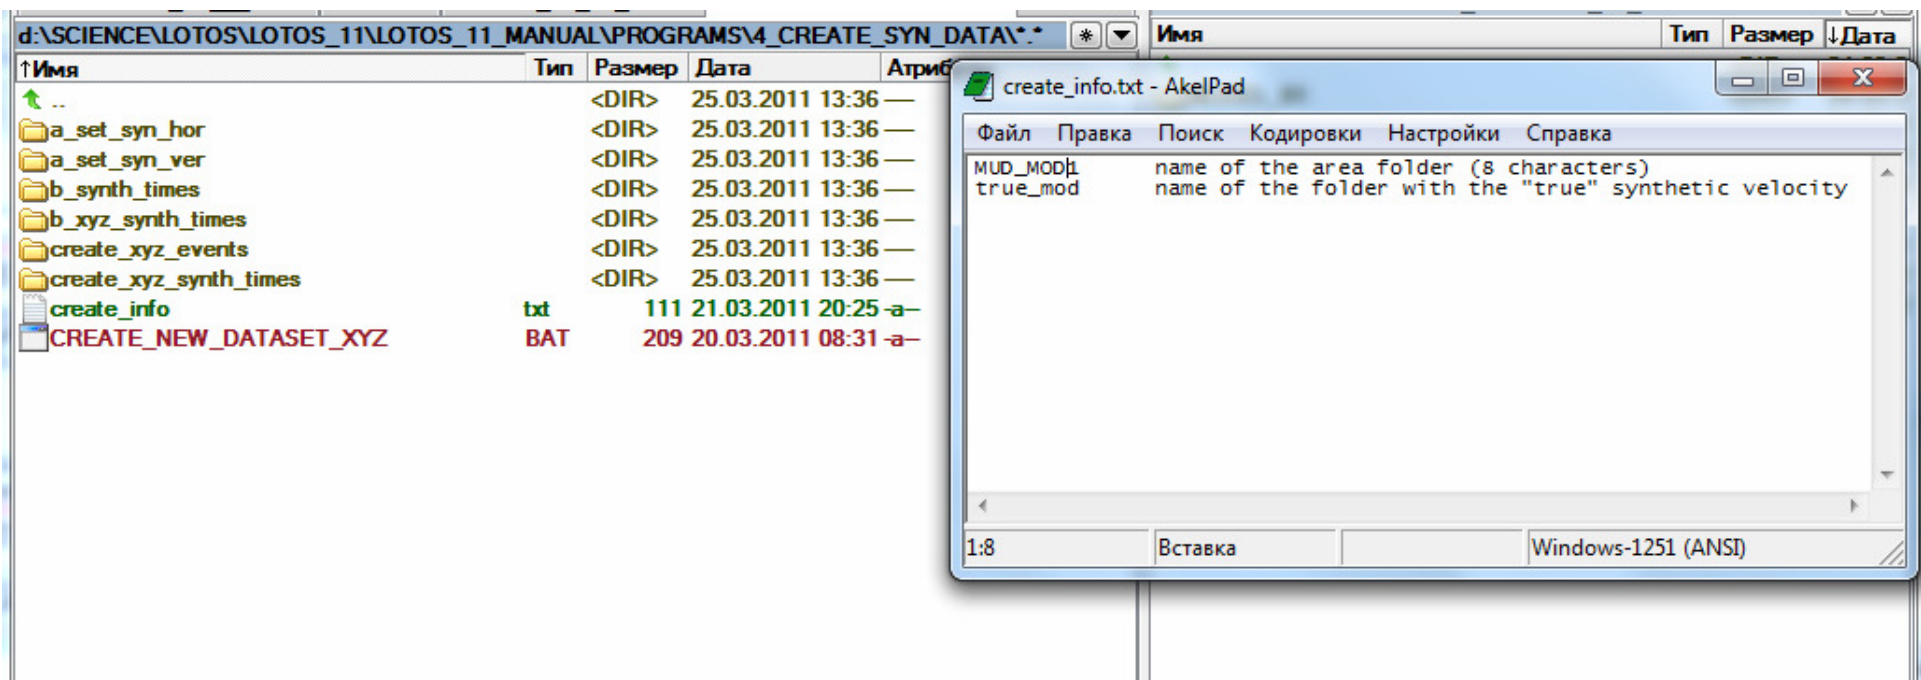 d:\SCIENCE\LOTOS\LOTOS_11\LOTOS_11_MANUAL\PROGRAMS\4_CREATE_SYN_DATA\*.* * ▼
↑Имя Тип Размер Дата
.. <DIR> 25.03.2011 13:36 —
a_set_syn_hor <DIR> 25.03.2011 13:36 —
a_set_syn_ver <DIR> 25.03.2011 13:36 —
b_synth_times <DIR> 25.03.2011 13:36 —
b_xyz_synth_times <DIR> 25.03.2011 13:36 —
create_xyz_events <DIR> 25.03.2011 13:36 —
create_xyz_synth_times <DIR> 25.03.2011 13:36 —
create_info txt 111 21.03.2011 20:25 -a–
CREATE_NEW_DATASET_XYZ BAT 209 20.03.2011 08:31 -a–
Имя Тип Размер ↓Дата
create_info.txt - AkelPad
Файл Правка Поиск Кодировки Настройки Справка
MUD_MOD1 name of the area folder (8 characters)
true_mod name of the folder with the "true" synthetic velocity
1:8 Вставка Windows-1251 (ANSI)